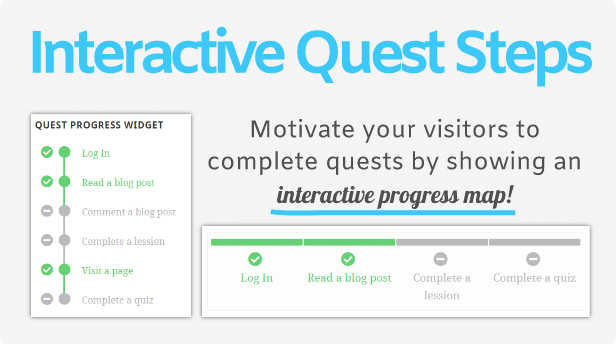 Interactive Quest Steps
QUEST PROGRESS WIDGET
Log In
Read a blog post
Comment a blog post
Complete a lession
Visit a page
Complete a quiz
Motivate your visitors to
complete quests by showing an
interactive progress map!
Log In
Read a blog post
Complete a
lession
Complete a quiz